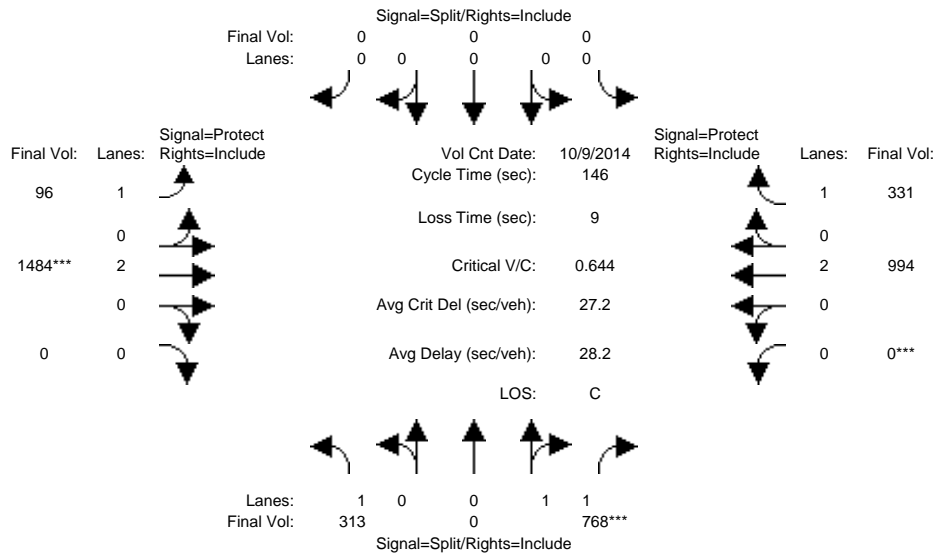 Signal=Split/Rights=Include
Final Vol: 0 0 0
Lanes: 0 0 0 0 0
Signal=Protect
Final Vol: Lanes: Rights=Include
Vol Cnt Date: 10/9/2014
Signal=Protect
Rights=Include Lanes: Final Vol:
96 1
Cycle Time (sec): 146
1 331
Loss Time (sec): 9
0
0
1484*** 2
Critical V/C: 0.644
2 994
0
Avg Crit Del (sec/veh): 27.2
0
0 0
Avg Delay (sec/veh): 28.2
0 0***
LOS: C
Lanes: 1 0 0 1 1
Final Vol: 313 0 768***
Signal=Split/Rights=Include